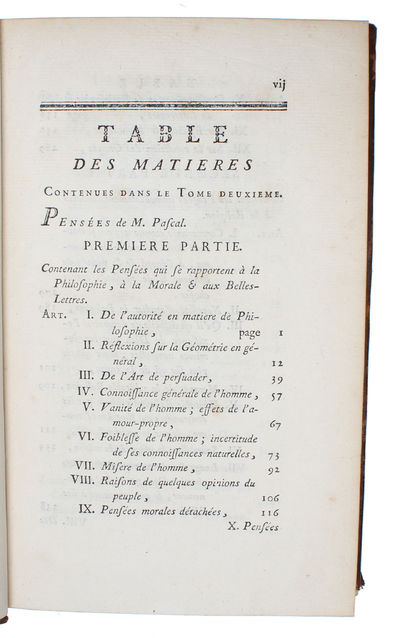 vij
TABLE
DES MATIERES
CONTENUES DANS LE TOME DEUXIEME.
PENSÉES de M. Paſcal.
PREMIERE PARTIE.
Contenant les Penſées qui ſe rapportent à la
Philoſophie, à la Morale & aux Belles-
Lettres.
ART. I. De l'autorité en matiere de Phi-
loſophie, page 1
II. Réflexions ſur la Géométrie en gé-
néral, 12
III. De l'Art de perſuader, 39
IV. Connoiſſance générale de l'homme, 57
V. Vanité de l'homme ; effets de l'a-
mour-propre, 67
VI. Foibleſſe de l'homme ; incertitude
de ſes connoiſſances naturelles, 73
VII. Miſere de l'homme, 92
VIII. Raiſons de quelques opinions du
peuple, 106
IX. Penſées morales détachées, 116
X. Penſées